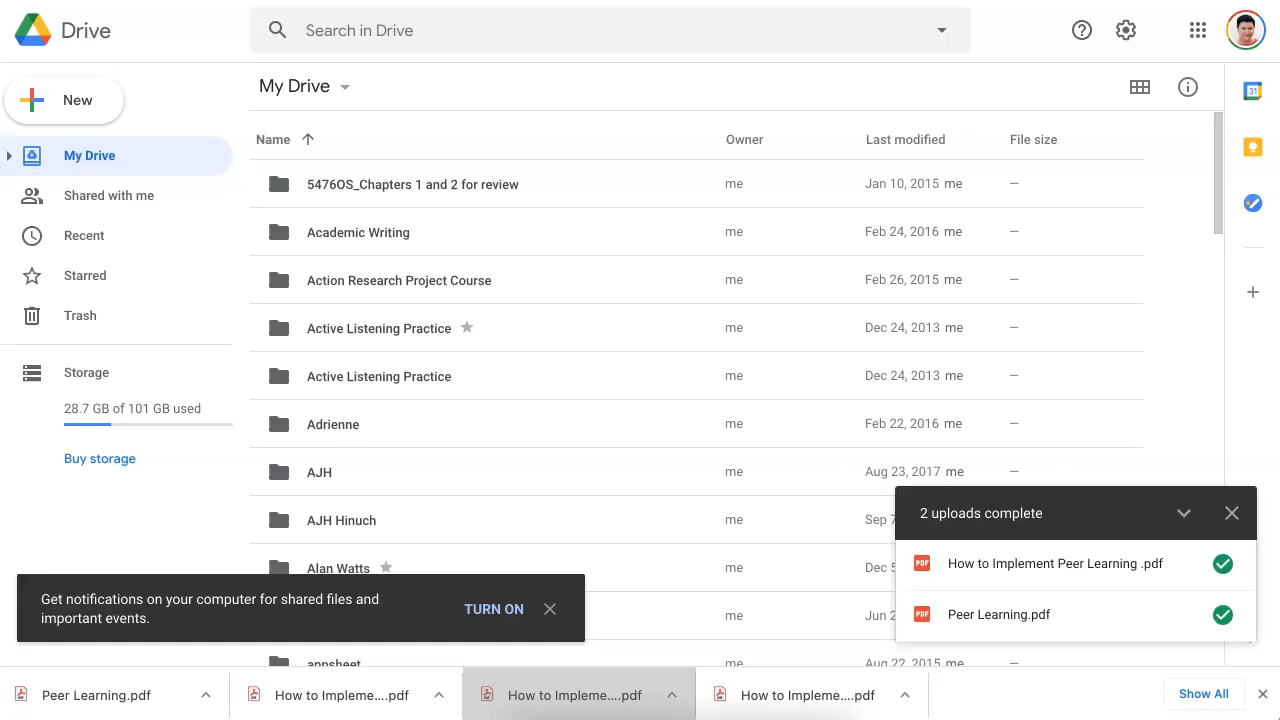 Drive
Search in Drive
New
My Drive
Shared with me
Recent
Starred
Trash
Storage
28.7 GB of 101 GB used
Buy storage
My Drive
Name Owner Last modified File size
5476OS_Chapters 1 and 2 for review me Jan 10, 2015 me —
Academic Writing me Feb 24, 2016 me —
Action Research Project Course me Feb 26, 2015 me —
Active Listening Practice me Dec 24, 2013 me —
Active Listening Practice me Dec 24, 2013 me —
Adrienne me Feb 22, 2016 me —
AJH me Aug 23, 2017 me —
AJH Hinuch me Sep 7
Alan Watts me Dec 5
me Jun 2
appsheet me Aug 22, 2015 me —
31
2 uploads complete
PDF How to Implement Peer Learning .pdf
PDF Peer Learning.pdf
Get notifications on your computer for shared files and
important events.
TURN ON
Peer Learning.pdf
How to Impleme....pdf
How to Impleme....pdf
How to Impleme....pdf
Show All